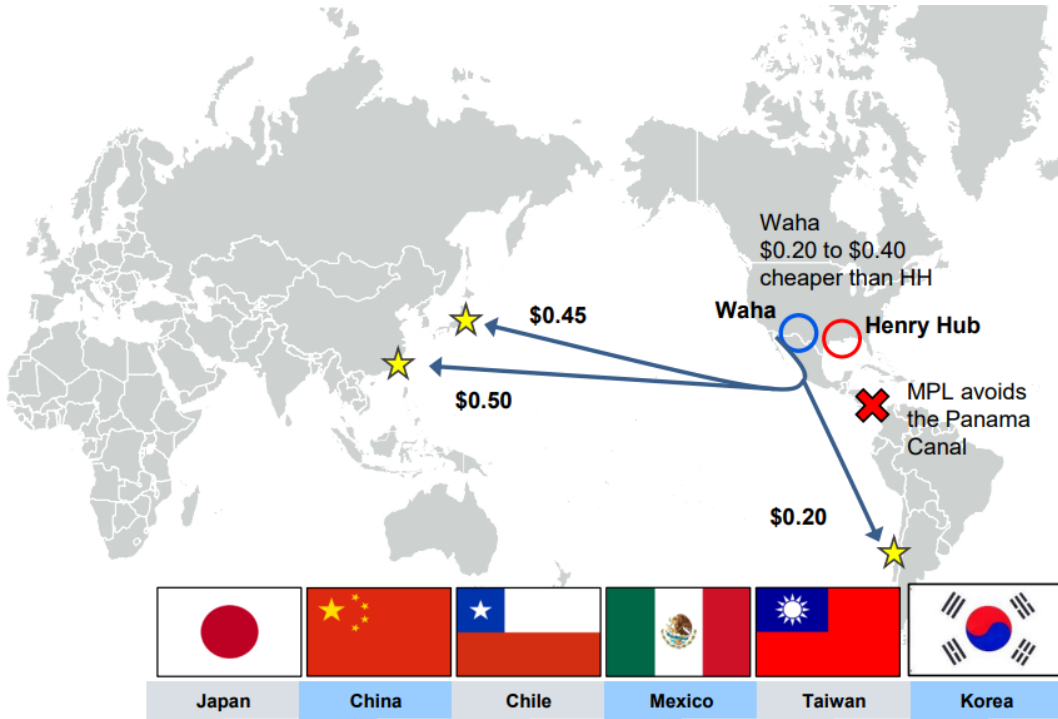 Waha
$0.20 to $0.40
cheaper than HH
$0.45
Waha
Henry Hub
$0.50
MPL avoids
the Panama
Canal
$0.20
Japan
China
Chile
Mexico
Taiwan
Korea